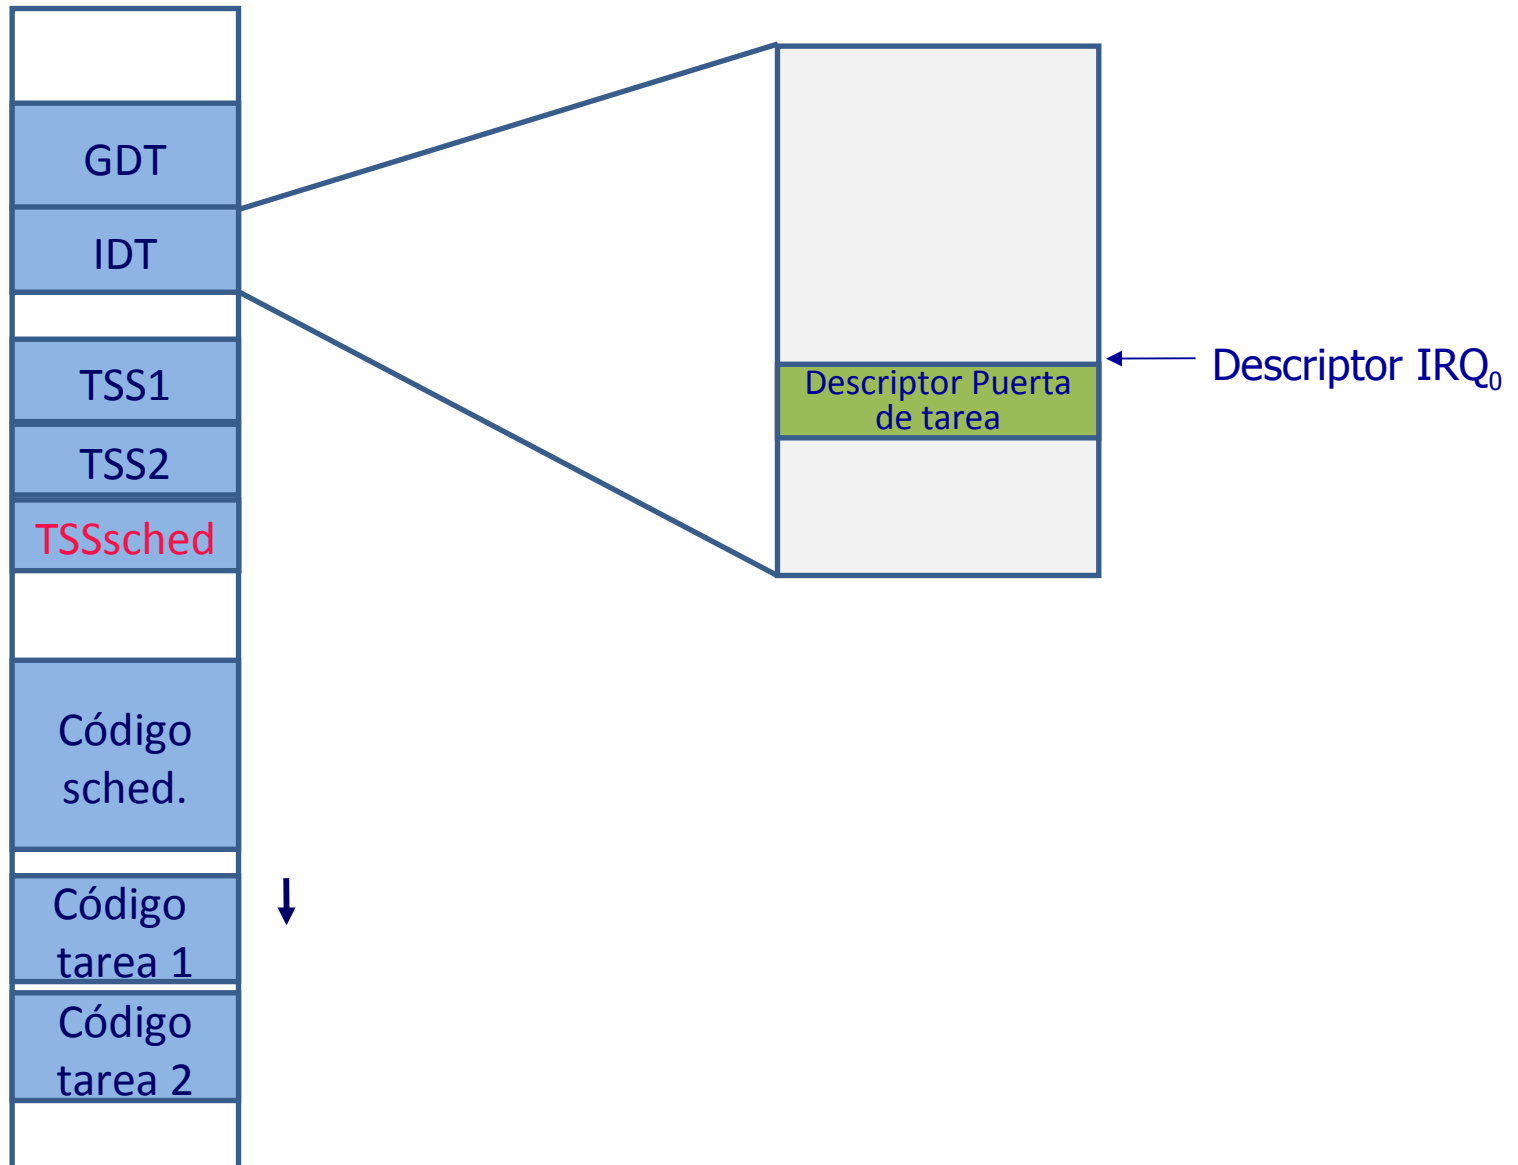 GDT
IDT
TSS1
TSS2
TSSsched
Código
sched.
Código
tarea 1
Código
tarea 2
Descriptor Puerta
de tarea
Descriptor IRQ₀